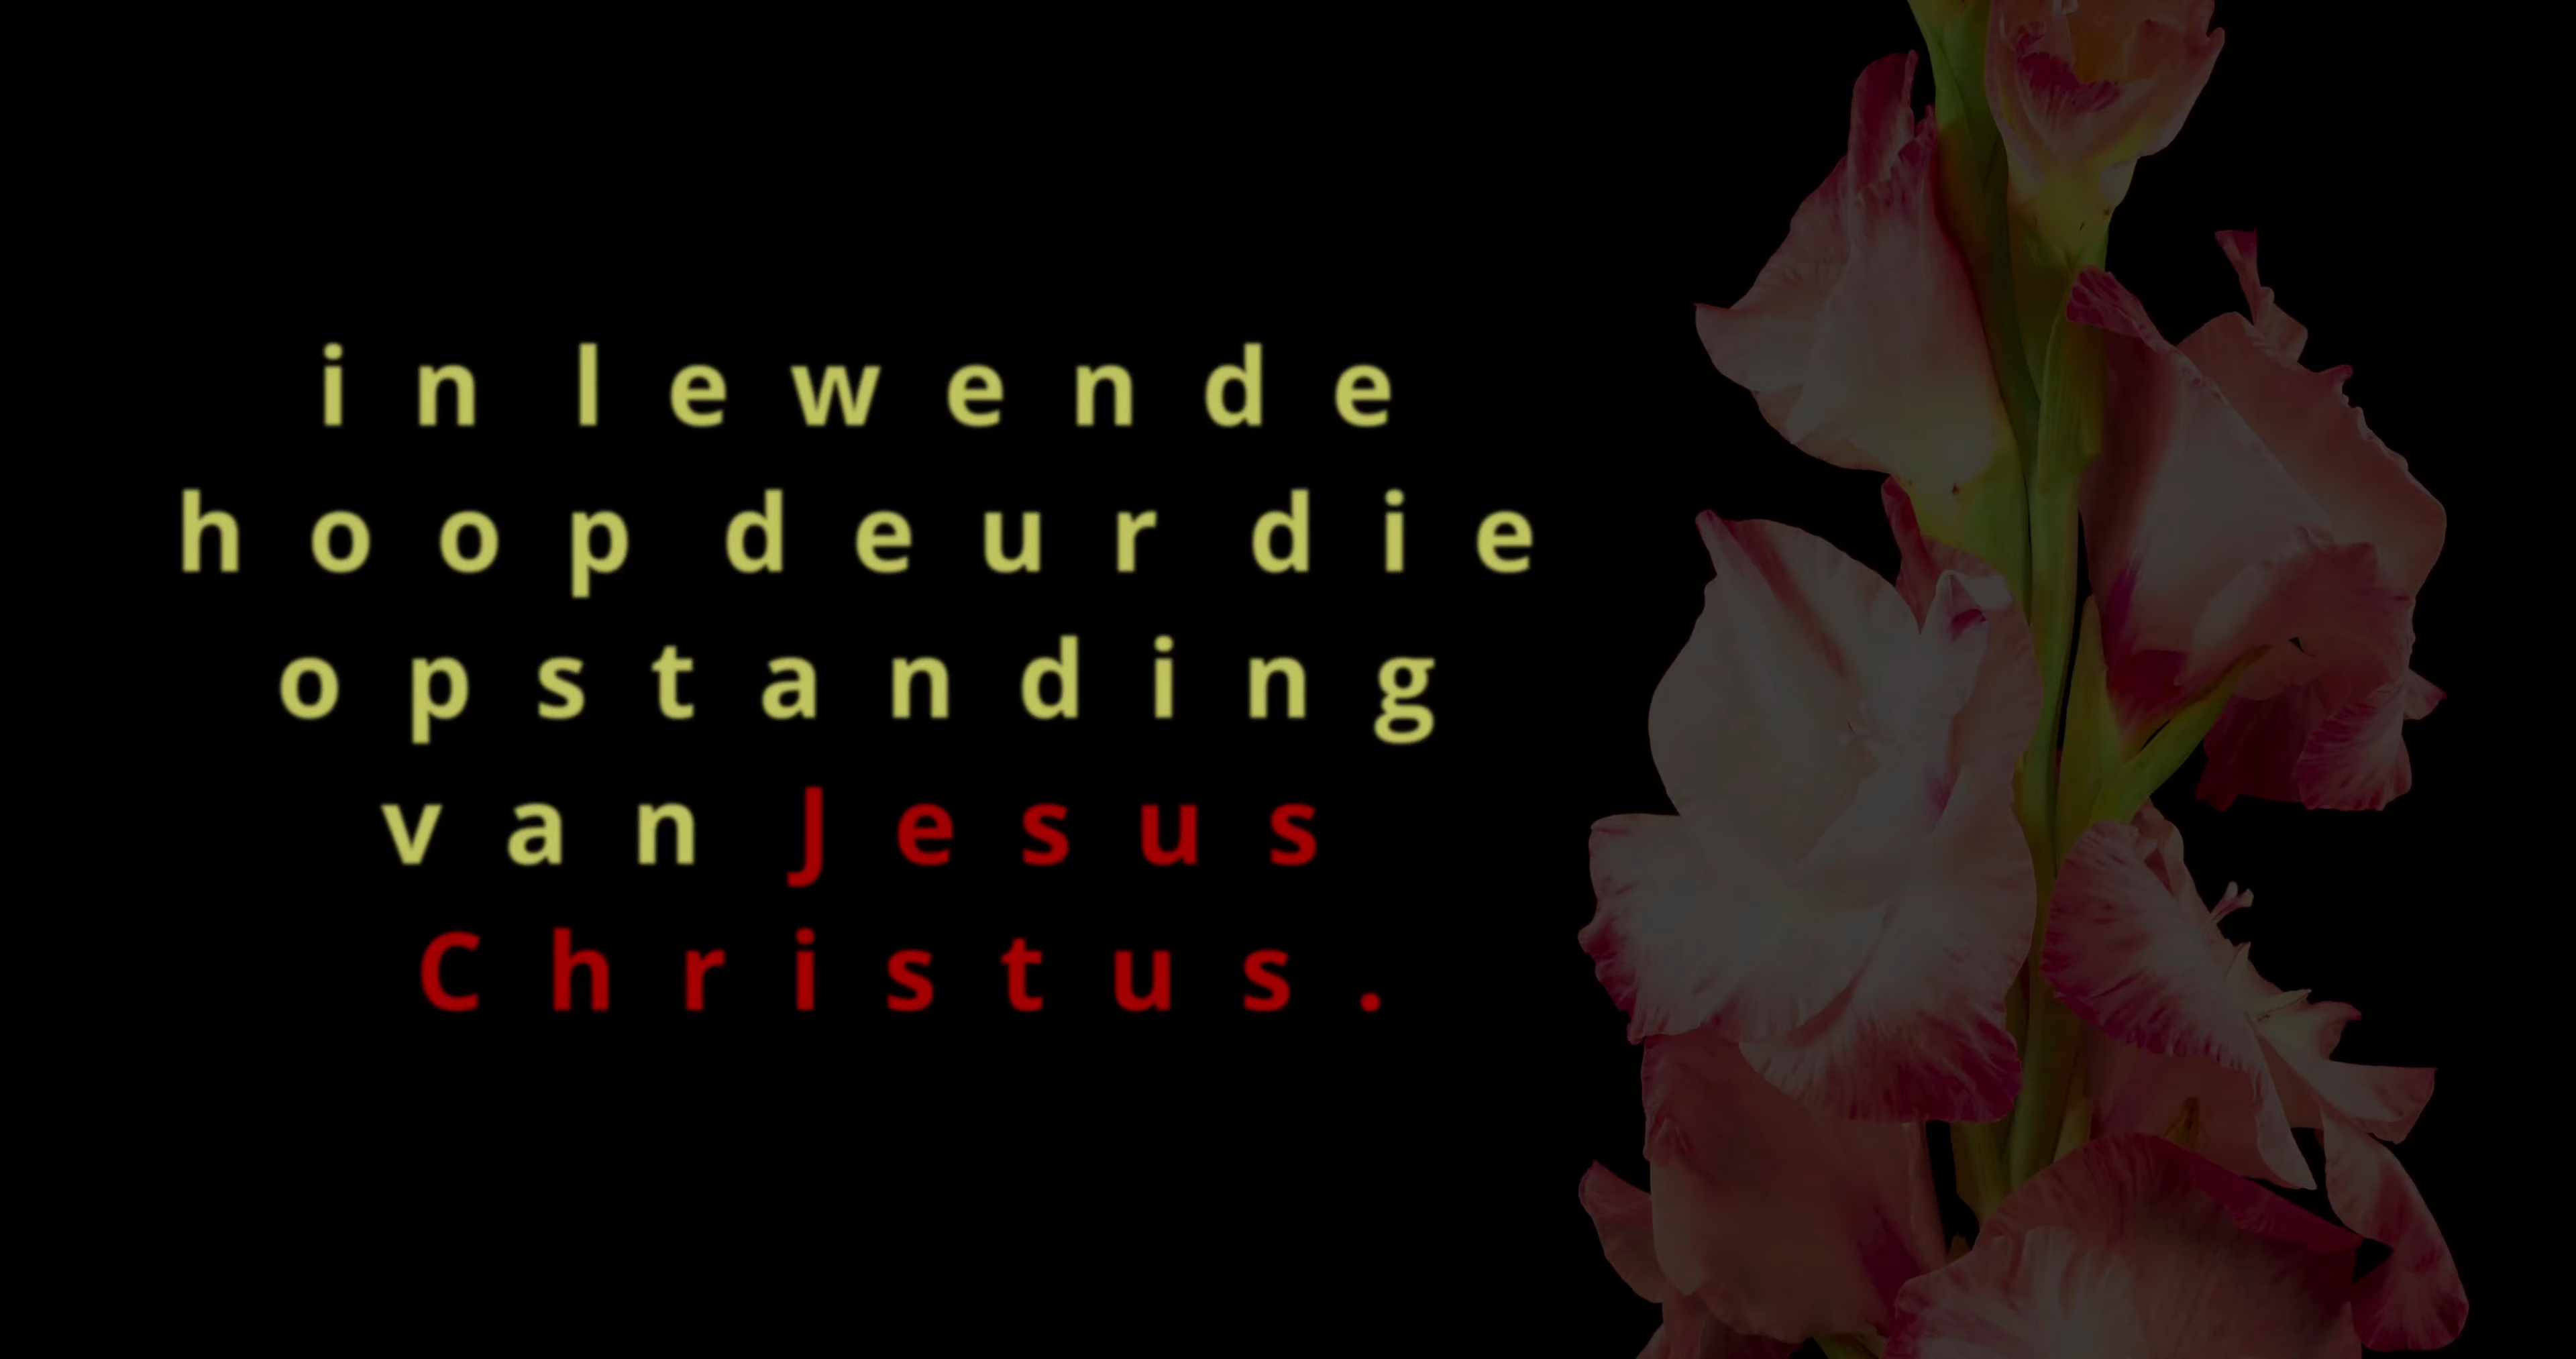 in lewende
hoop deur die
opstanding
van Jesus
Christus.